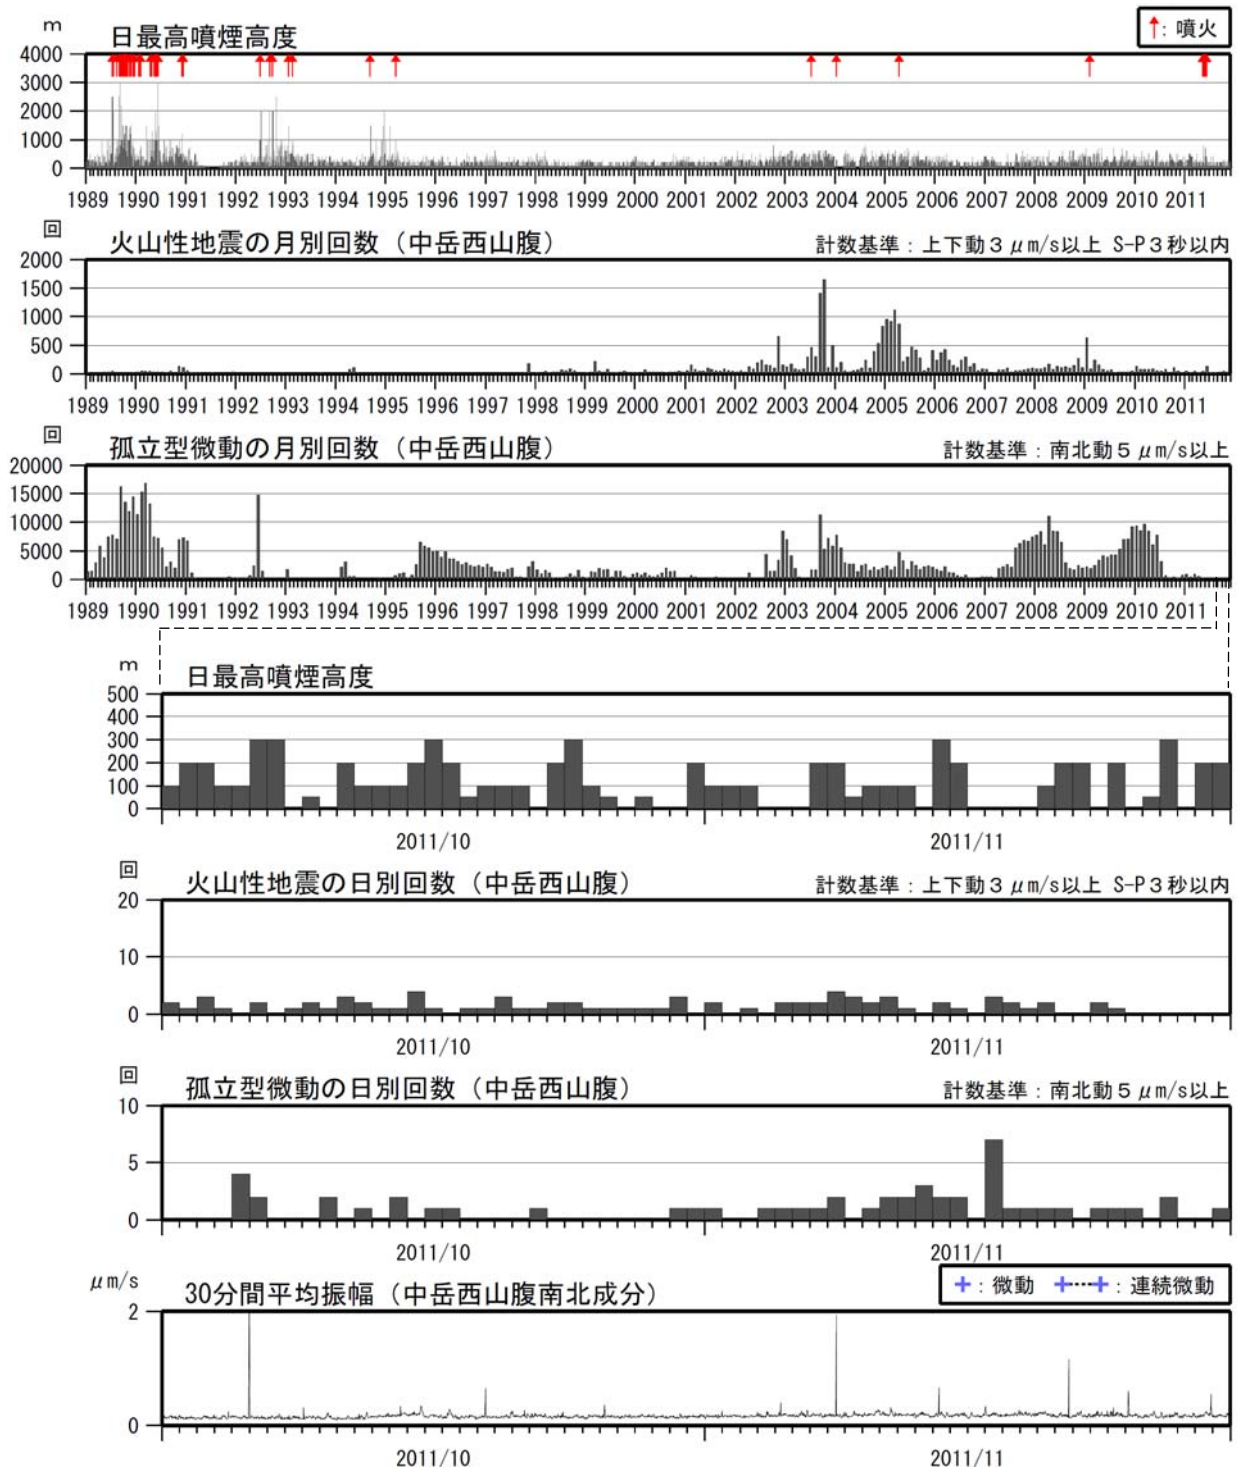 m
日最高噴煙高度
↑: 噴火
4000
3000
2000
1000
0
1989 1990 1991 1992 1993 1994 1995 1996 1997 1998 1999 2000 2001 2002 2003 2004 2005 2006 2007 2008 2009 2010 2011
回
火山性地震の月別回数（中岳西山腹）
計数基準：上下動３μm/s以上 S-P３秒以内
2000
1500
1000
500
0
1989 1990 1991 1992 1993 1994 1995 1996 1997 1998 1999 2000 2001 2002 2003 2004 2005 2006 2007 2008 2009 2010 2011
回
孤立型微動の月別回数（中岳西山腹）
計数基準：南北動５μm/s以上
20000
15000
10000
5000
0
1989 1990 1991 1992 1993 1994 1995 1996 1997 1998 1999 2000 2001 2002 2003 2004 2005 2006 2007 2008 2009 2010 2011
m
日最高噴煙高度
500
400
300
200
100
0
2011/10 2011/11
回
火山性地震の日別回数（中岳西山腹）
計数基準：上下動３μm/s以上 S-P３秒以内
20
10
0
2011/10 2011/11
回
孤立型微動の日別回数（中岳西山腹）
計数基準：南北動５μm/s以上
10
5
0
2011/10 2011/11
μm/s
30分間平均振幅（中岳西山腹南北成分）
+：微動 +----+：連続微動
2
0
2011/10 2011/11